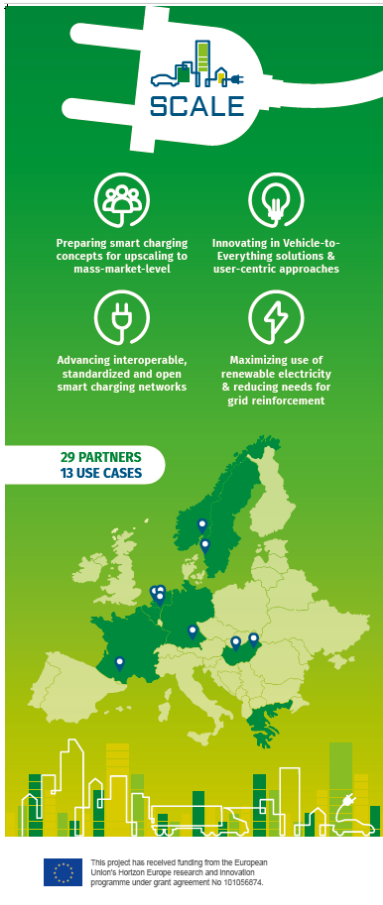 SCALE
Preparing smart charging
concepts for upscaling to
mass-market-level
Innovating in Vehicle-to-
Everything solutions &
user-centric approaches
Advancing interoperable,
standardized and open
smart charging networks
Maximizing use of
renewable electricity
& reducing needs for
grid reinforcement
29 PARTNERS
13 USE CASES
This project has received funding from the European
Union's Horizon Europe research and innovation
programme under grant agreement No 101056874.